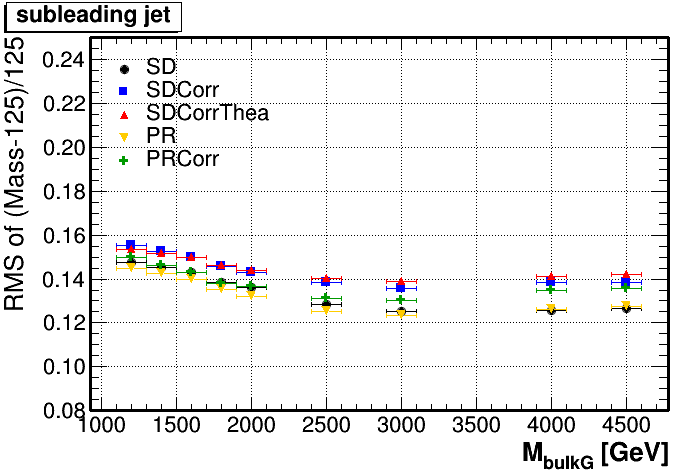 subleading jet
RMS of (Mass-125)/125
0.24
0.22
0.20
0.18
0.16
0.14
0.12
0.10
0.08
SD
SDCorr
SDCorrThea
PR
PRCorr
1000 1500 2000 2500 3000 3500 4000 4500
M_bulkG [GeV]